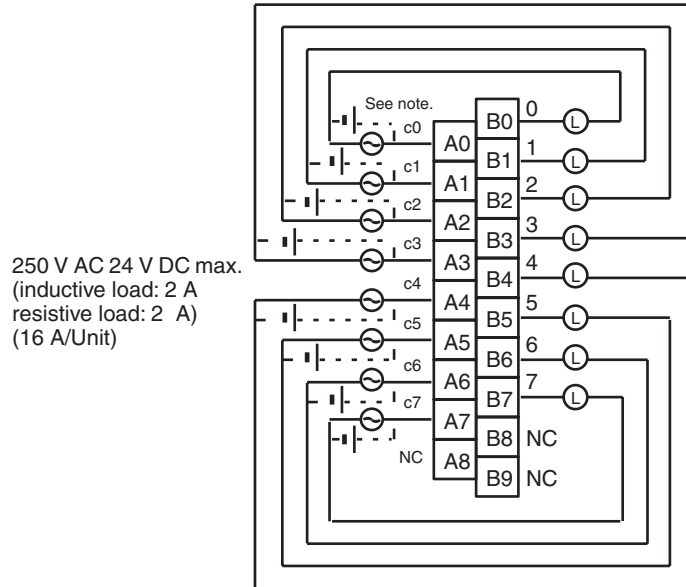 See note.
c0
c1
c2
c3
c4
c5
c6
c7
NC
A0
A1
A2
A3
A4
A5
A6
A7
A8
B0
B1
B2
B3
B4
B5
B6
B7
B8
B9
0
1
2
3
4
5
6
7
NC
NC
L
L
L
L
L
L
L
L
250 V AC 24 V DC max.
(inductive load: 2 A
resistive load: 2 A)
(16 A/Unit)